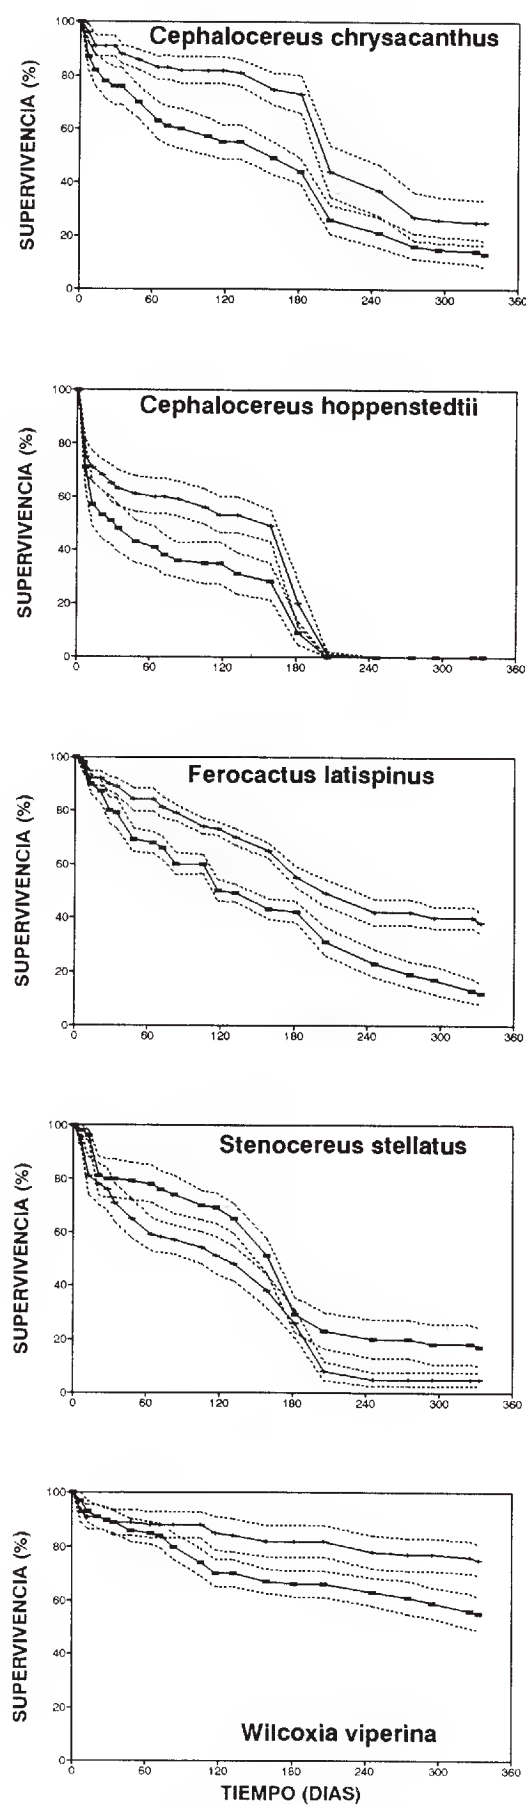 Cephalocereus chrysacanthus
SUPERVIVENCIA (%)
100
80
60
40
20
0
0 60 120 180 240 300 360
Cephalocereus hoppenstedtii
SUPERVIVENCIA (%)
100
80
60
40
20
0
0 60 120 180 240 300 360
Ferocactus latispinus
SUPERVIVENCIA (%)
100
80
60
40
20
0
0 60 120 180 240 300 360
Stenocereus stellatus
SUPERVIVENCIA (%)
100
80
60
40
20
0
0 60 120 180 240 300 360
SUPERVIVENCIA (%)
100
80
60
40
20
0
Wilcoxia viperina
0 60 120 180 240 300 360
TIEMPO (DIAS)